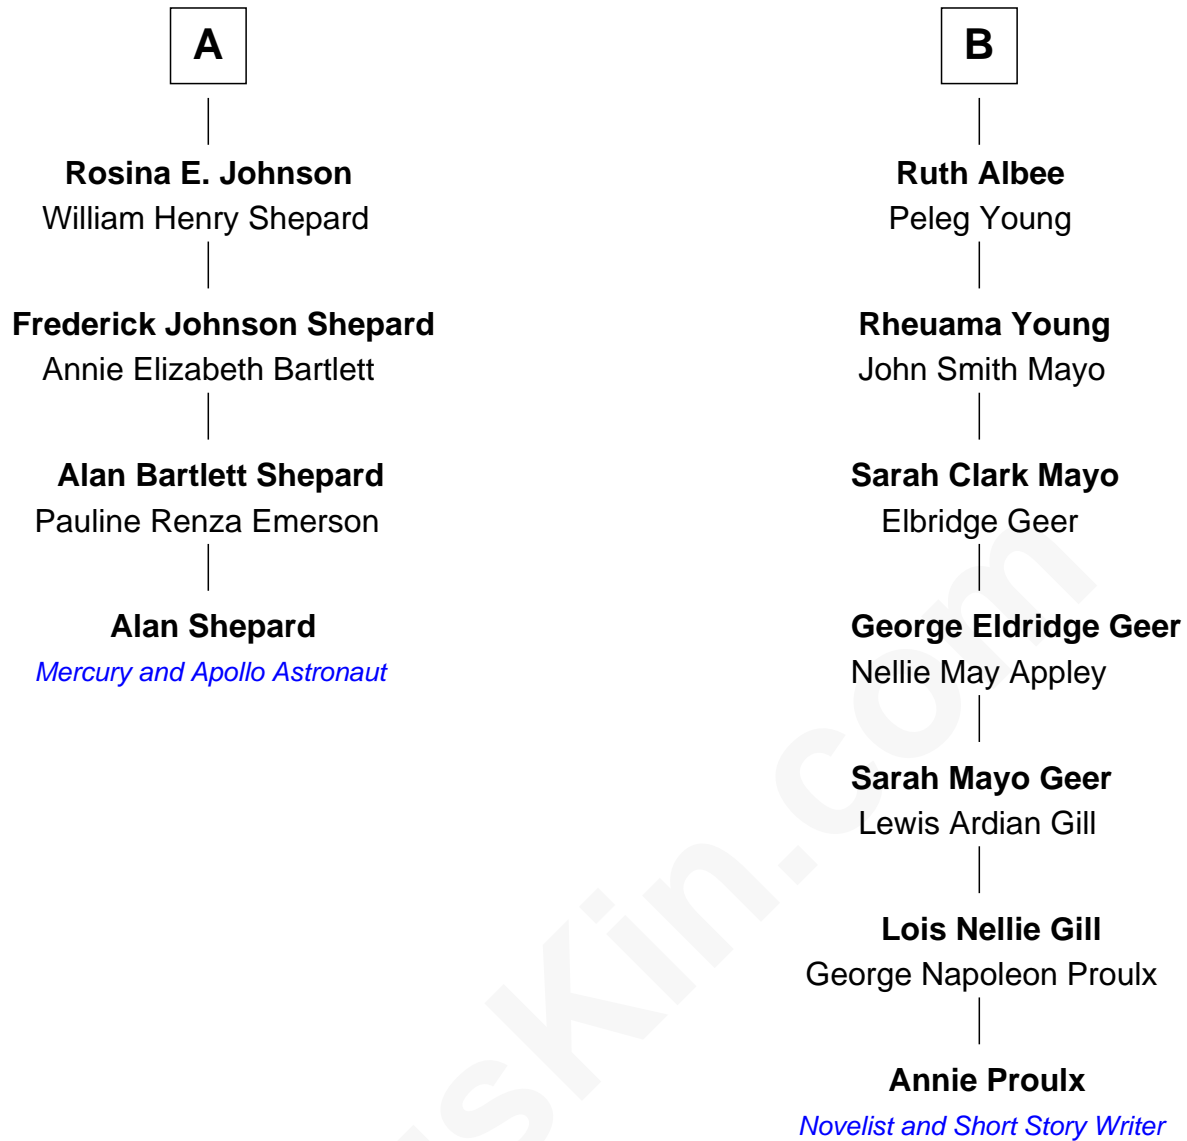 A
Rosina E. Johnson
William Henry Shepard
Frederick Johnson Shepard
Annie Elizabeth Bartlett
Alan Bartlett Shepard
Pauline Renza Emerson
Alan Shepard
Mercury and Apollo Astronaut
B
Ruth Albee
Peleg Young
Rheuama Young
John Smith Mayo
Sarah Clark Mayo
Elbridge Geer
George Eldridge Geer
Nellie May Appley
Sarah Mayo Geer
Lewis Ardian Gill
Lois Nellie Gill
George Napoleon Proulx
Annie Proulx
Novelist and Short Story Writer